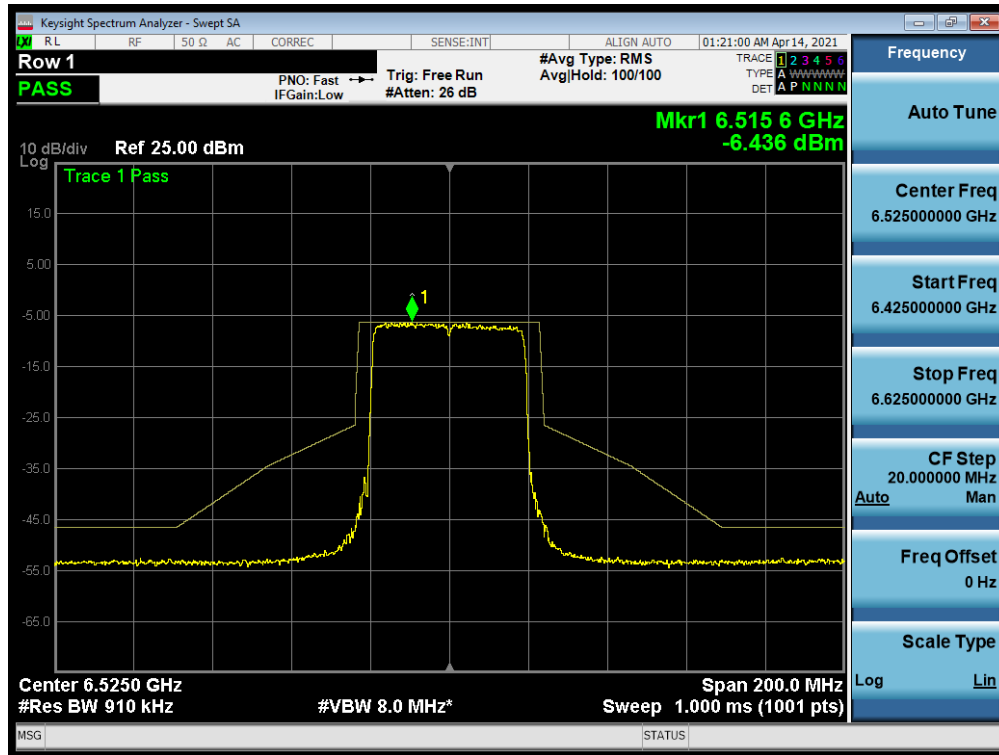 Keysight Spectrum Analyzer - Swept SA
LXI RL RF 50 Ω AC CORREC SENSE:INT ALIGN AUTO 01:21:00 AM Apr 14, 2021
Row 1
PASS
PNO: Fast
IFGain:Low
Trig: Free Run
#Atten: 26 dB
#Avg Type: RMS
Avg|Hold: 100/100
TRACE 1 2 3 4 5 6
TYPE A WWWWW
DET A P N N N N
Mkr1 6.515 6 GHz
-6.436 dBm
10 dB/div Ref 25.00 dBm
Log
Trace 1 Pass
1
15.0
5.00
-5.00
-15.0
-25.0
-35.0
-45.0
-55.0
-65.0
Center 6.5250 GHz Span 200.0 MHz
#Res BW 910 kHz #VBW 8.0 MHz* Sweep 1.000 ms (1001 pts)
MSG STATUS
Frequency
Auto Tune
Center Freq
6.525000000 GHz
Start Freq
6.425000000 GHz
Stop Freq
6.625000000 GHz
CF Step
20.000000 MHz
Auto Man
Freq Offset
0 Hz
Scale Type
Log Lin